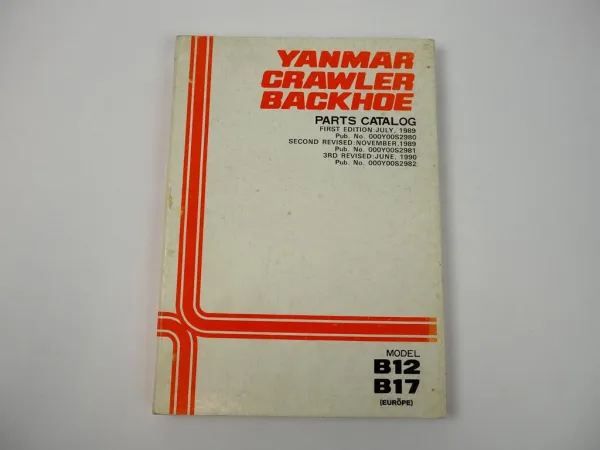 YANMAR
CRAWLER
BACKHOE
PARTS CATALOG
FIRST EDITION:JULY, 1989
Pub. No. 000Y00S2980
SECOND REVISED:NOVEMBER.1989
Pub. No. 000Y00S2981
3RD REVISED:JUNE, 1990
Pub. No. 000Y00S2982
MODEL
B12
B17
(EURÖPE)